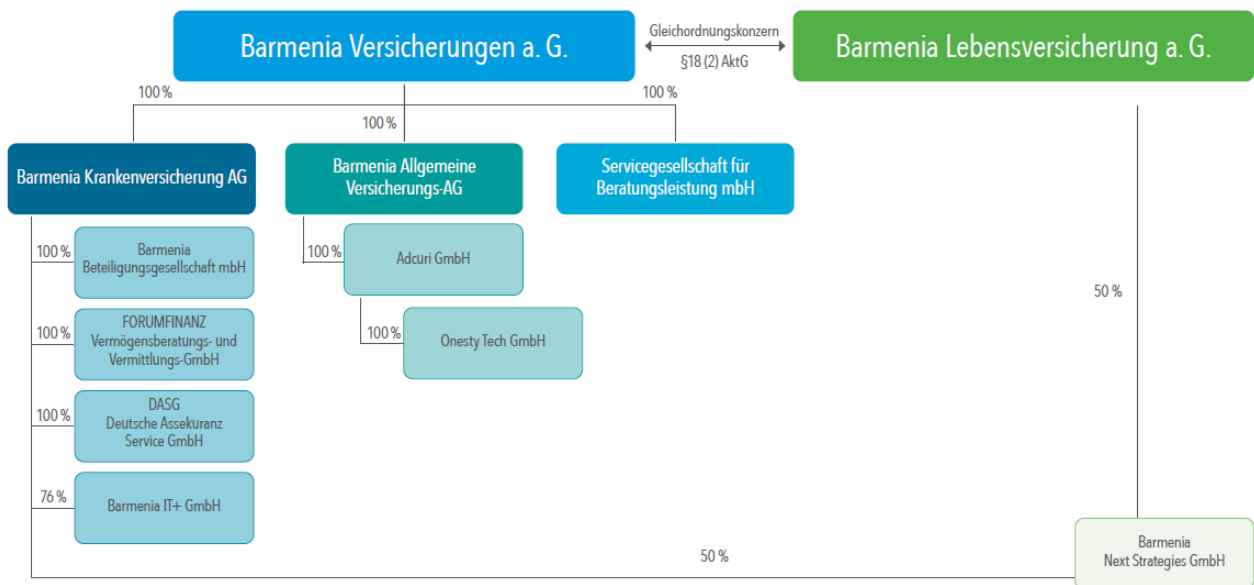 Barmenia Versicherungen a. G.
Gleichordnungskonzern
§18 (2) AktG
Barmenia Lebensversicherung a. G.
100 %
100 %
100 %
Barmenia Krankenversicherung AG
Barmenia Allgemeine
Versicherungs-AG
Servicegesellschaft für
Beratungsleistung mbH
100 %
Barmenia
Beteiligungsgesellschaft mbH
100 %
Adcuri GmbH
50 %
100 %
FORUMFINANZ
Vermögensberatungs- und
Vermittlungs-GmbH
100 %
Onesty Tech GmbH
100 %
DASG
Deutsche Assekuranz
Service GmbH
76 %
Barmenia IT+ GmbH
50 %
Barmenia
Next Strategies GmbH